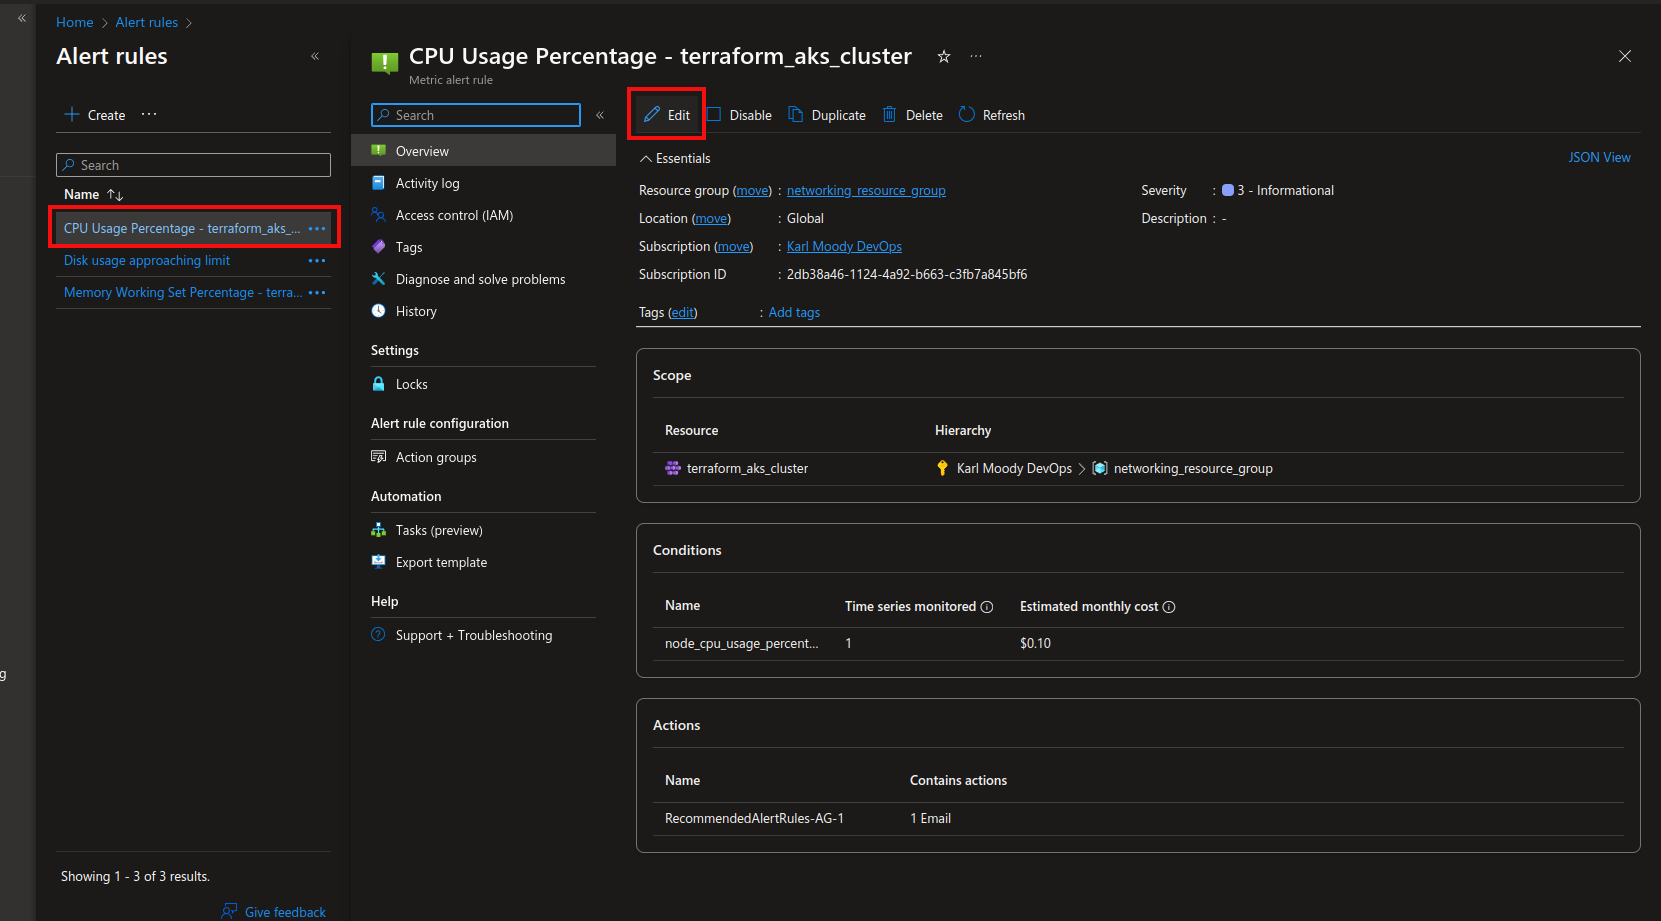 Home > Alert rules >
Alert rules
Create
Search
Name
CPU Usage Percentage - terraform_aks_...
Disk usage approaching limit
Memory Working Set Percentage - terra...
Showing 1 - 3 of 3 results.
Give feedback
g
CPU Usage Percentage - terraform_aks_cluster
Metric alert rule
Search
Overview
Activity log
Access control (IAM)
Tags
Diagnose and solve problems
History
Settings
Locks
Alert rule configuration
Action groups
Automation
Tasks (preview)
Export template
Help
Support + Troubleshooting
Edit Disable Duplicate Delete Refresh
Essentials
JSON View
Resource group (move) : networking_resource_group
Location (move) : Global
Subscription (move) : Karl Moody DevOps
Subscription ID : 2db38a46-1124-4a92-b663-c3fb7a845bf6
Severity : 3 - Informational
Description : -
Tags (edit) : Add tags
Scope
Resource Hierarchy
terraform_aks_cluster Karl Moody DevOps > networking_resource_group
Conditions
Name Time series monitored Estimated monthly cost
node_cpu_usage_percent... 1 $0.10
Actions
Name Contains actions
RecommendedAlertRules-AG-1 1 Email